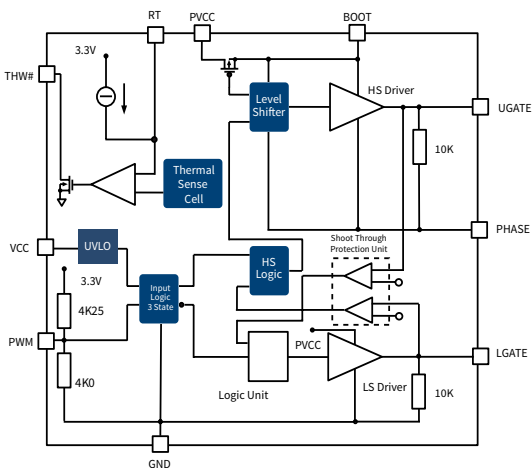 RT
PVCC
BOOT
3.3V
THW#
Level
Shifter
HS Driver
UGATE
10K
Thermal
Sense
Cell
PHASE
Shoot Through
Protection Unit
VCC
UVLO
HS
Logic
3.3V
Input
Logic
3 State
4K25
PWM
PVCC
LGATE
4K0
Logic Unit
LS Driver
10K
GND